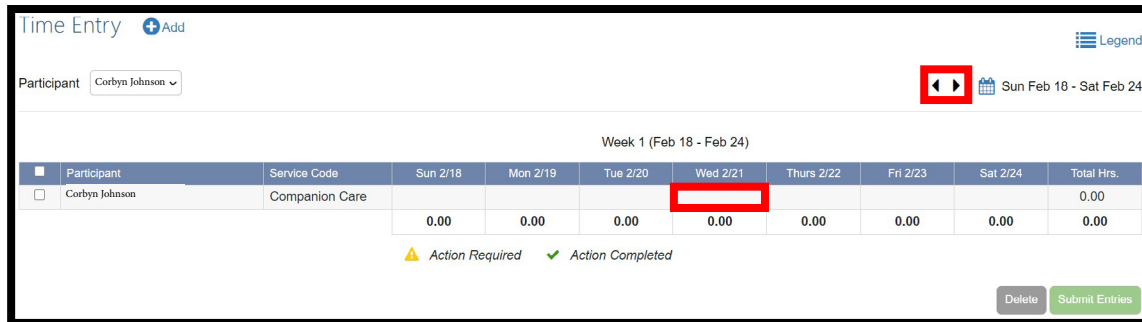 Time Entry Add
Legend
Participant Corbyn Johnson
Sun Feb 18 - Sat Feb 24
Week 1 (Feb 18 - Feb 24)
Participant Service Code Sun 2/18 Mon 2/19 Tue 2/20 Wed 2/21 Thurs 2/22 Fri 2/23 Sat 2/24 Total Hrs.
Corbyn Johnson Companion Care 0.00
0.00 0.00 0.00 0.00 0.00 0.00 0.00 0.00
Action Required Action Completed
Delete Submit Entries